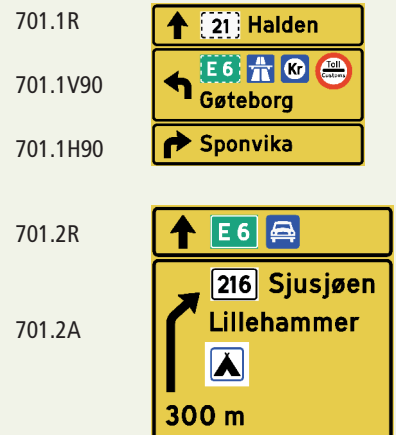 701.1R
21 Halden
701.1V90
E 6 Kr Toll Customs
Gøteborg
701.1H90
Sponvika
701.2R
E 6
701.2A
216 Sjusjøen
Lillehammer
300 m